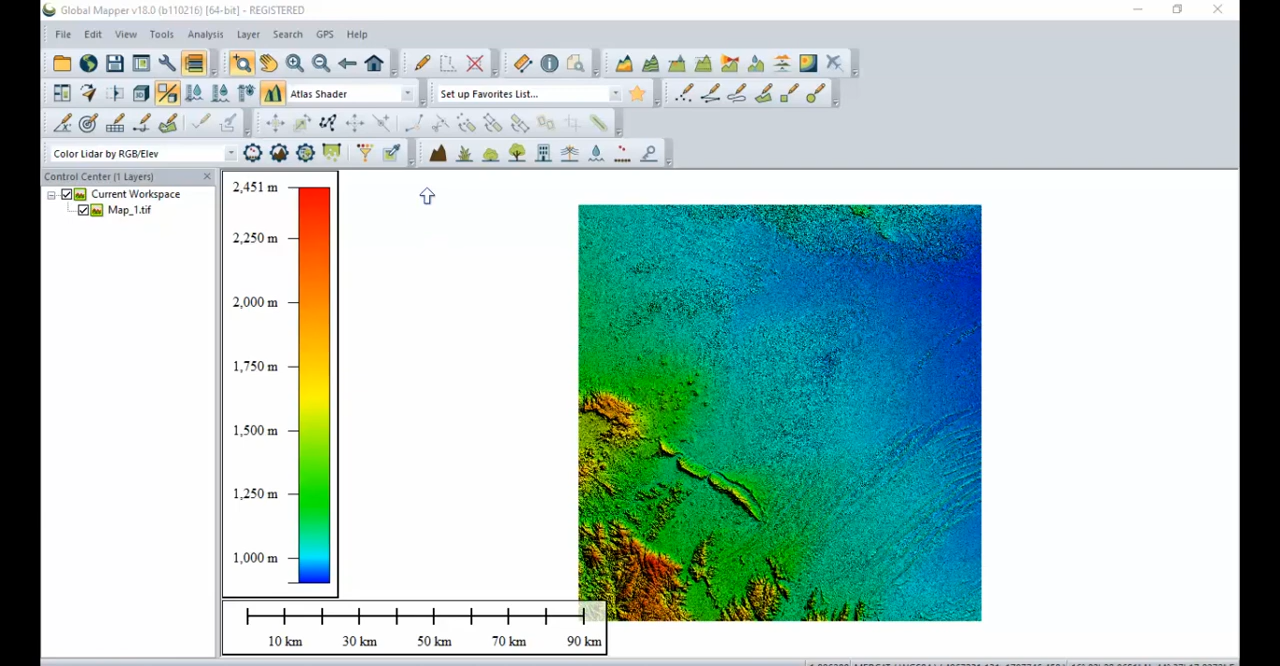 Global Mapper v18.0 (b110216) [64-bit] - REGISTERED
File Edit View Tools Analysis Layer Search GPS Help
Atlas Shader Set up Favorites List...
Color Lidar by RGB/Elev
Control Center (1 Layers)
Current Workspace
Map_1.tif
2,451 m
2,250 m
2,000 m
1,750 m
1,500 m
1,250 m
1,000 m
10 km 30 km 50 km 70 km 90 km